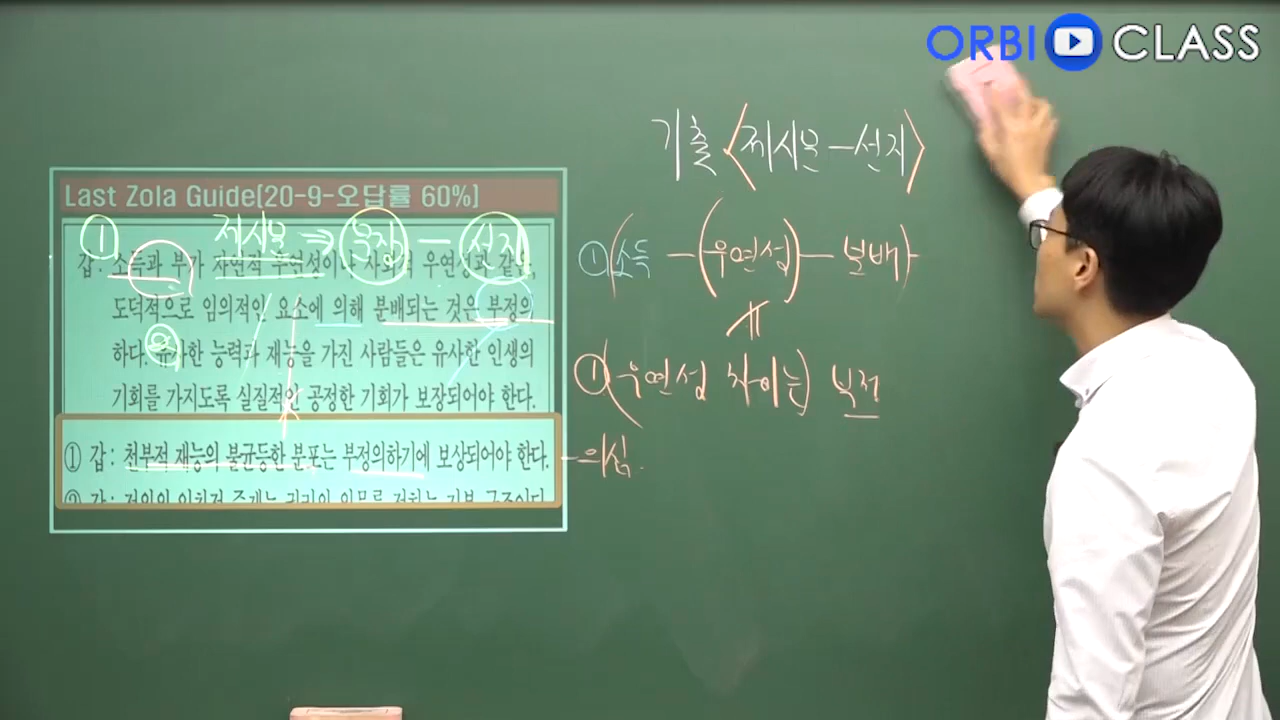 ORBI CLASS
기출 <제시문 - 선지>
Last Zola Guide[20-9-오답률 60%]
① 제시문 ⇒ 문장 - 선지
갑: 소득과 부가 자연적 우연성이나 사회적 우연성과 같은,
도덕적으로 임의적인 요소에 의해 분배되는 것은 부정의
하다. 유사한 능력과 재능을 가진 사람들은 유사한 인생의
기회를 가지도록 실질적인 공정한 기회가 보장되어야 한다.
① 갑: 천부적 재능의 불균등한 분포는 부정의하기에 보상되어야 한다.
① (소득 - (우연성) - 분배)
① (우연성 차이는) 부정